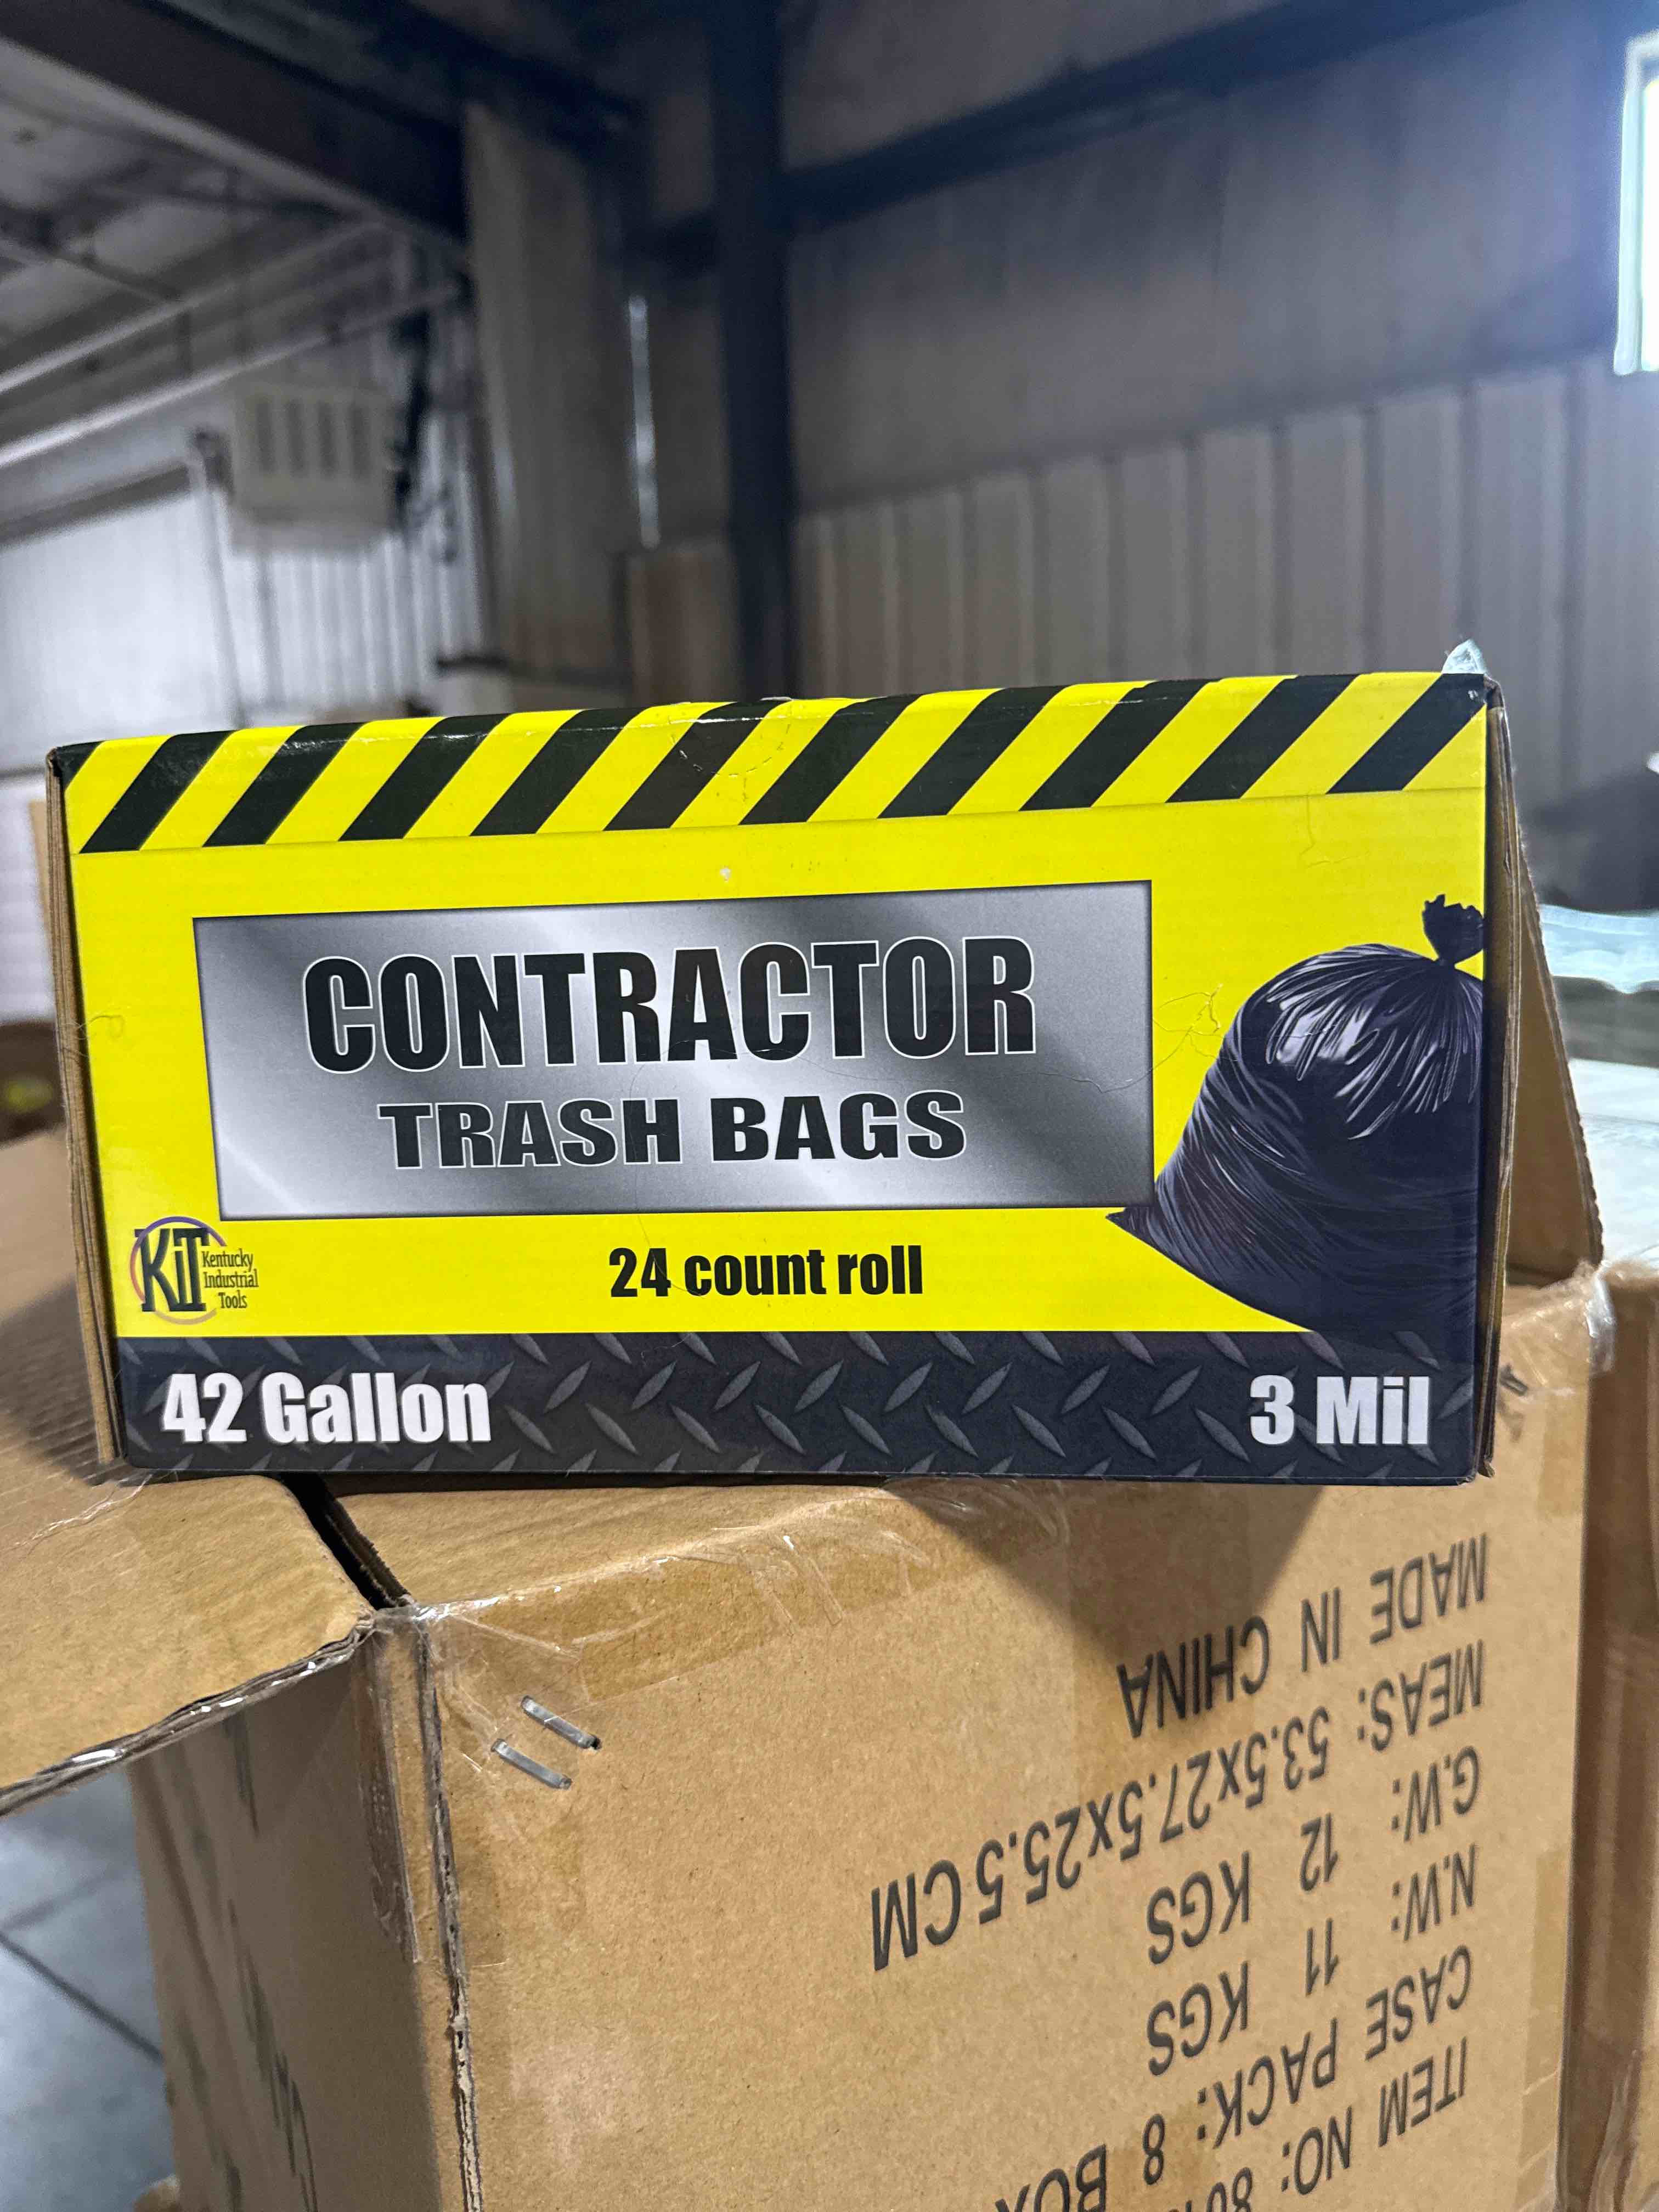 CONTRACTOR
TRASH BAGS
24 count roll
KiT
Kentucky
Industrial
Tools
42 Gallon
3 Mil
ITEM NO:
CASE PACK: 8
N.W: 11 KGS
G.W: 12 KGS
MEAS: 53.5x27.5x25.5 CM
MADE IN CHINA